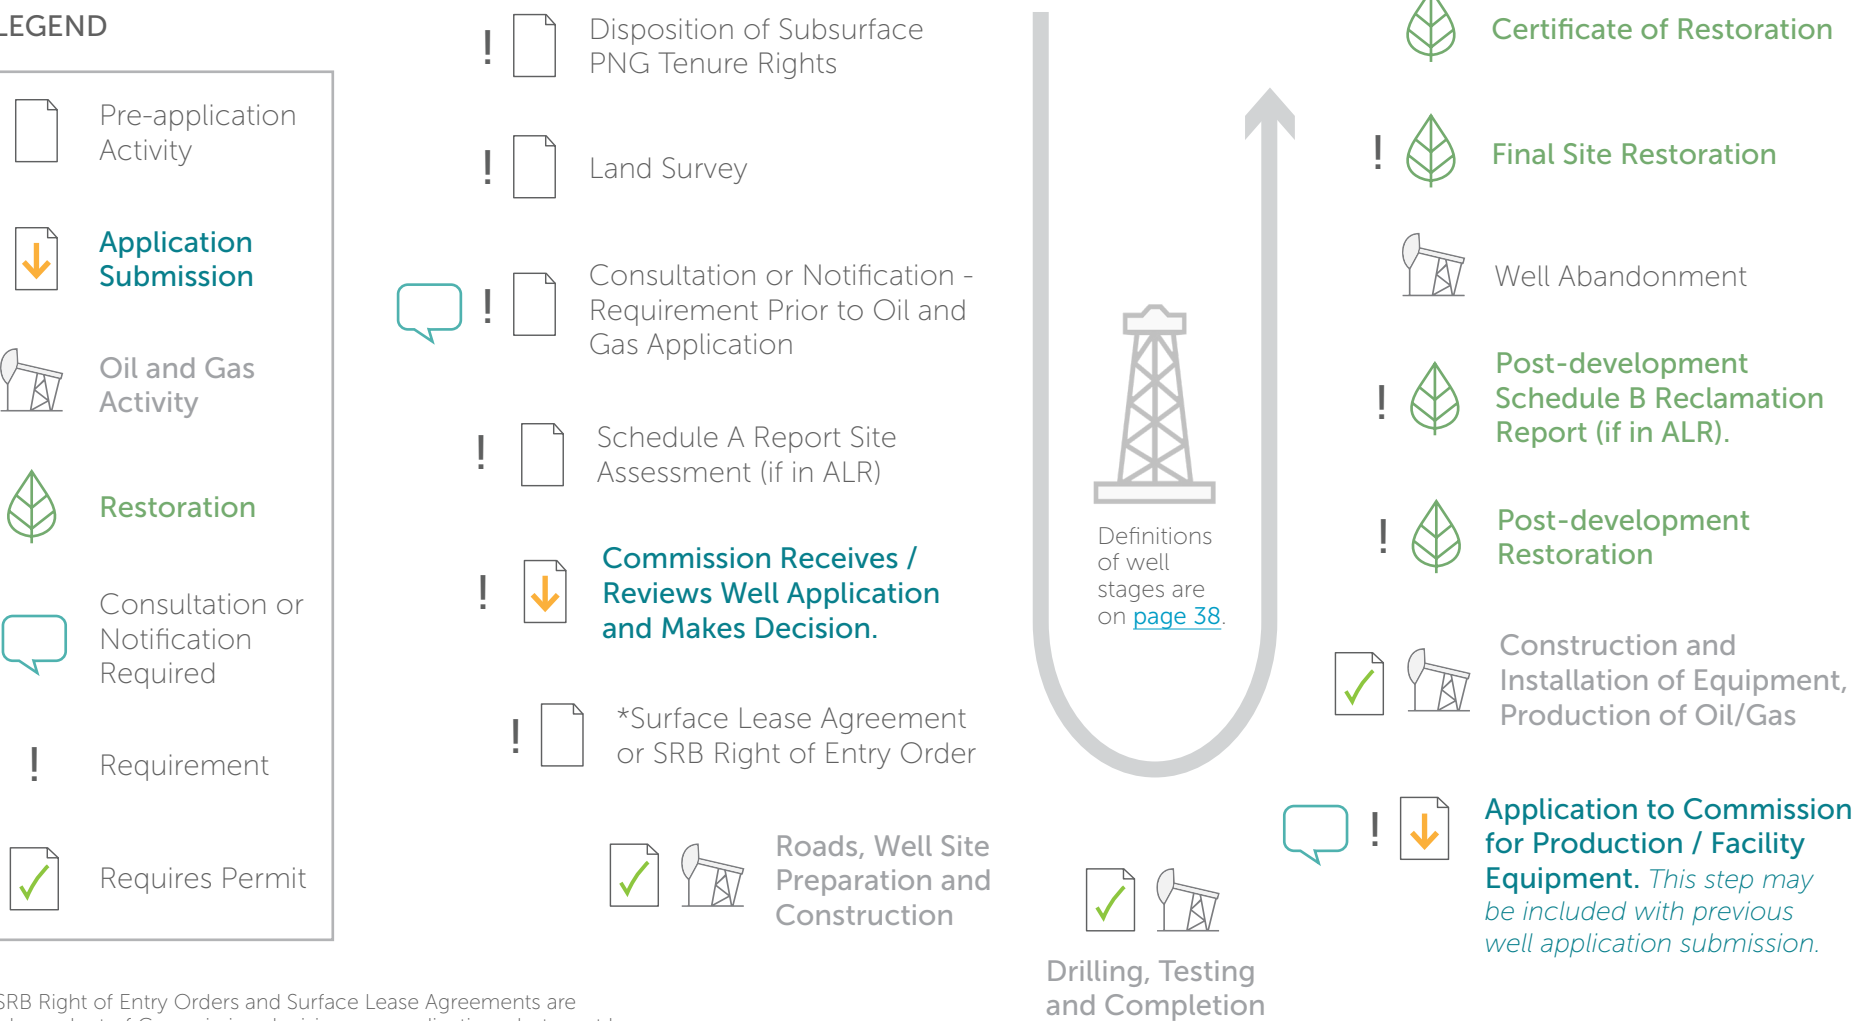 LEGEND
Pre-application
Activity
Application
Submission
Oil and Gas
Activity
Restoration
Consultation or
Notification
Required
! Requirement
Requires Permit
! Disposition of Subsurface
PNG Tenure Rights
! Land Survey
! Consultation or Notification -
Requirement Prior to Oil and
Gas Application
! Schedule A Report Site
Assessment (if in ALR)
! Commission Receives /
Reviews Well Application
and Makes Decision.
! *Surface Lease Agreement
or SRB Right of Entry Order
Roads, Well Site
Preparation and
Construction
Definitions
of well
stages are
on page 38.
Drilling, Testing
and Completion
Certificate of Restoration
! Final Site Restoration
Well Abandonment
! Post-development
Schedule B Reclamation
Report (if in ALR).
! Post-development
Restoration
Construction and
Installation of Equipment,
Production of Oil/Gas
! Application to Commission
for Production / Facility
Equipment. This step may
be included with previous
well application submission.
SRB Right of Entry Orders and Surface Lease Agreements are